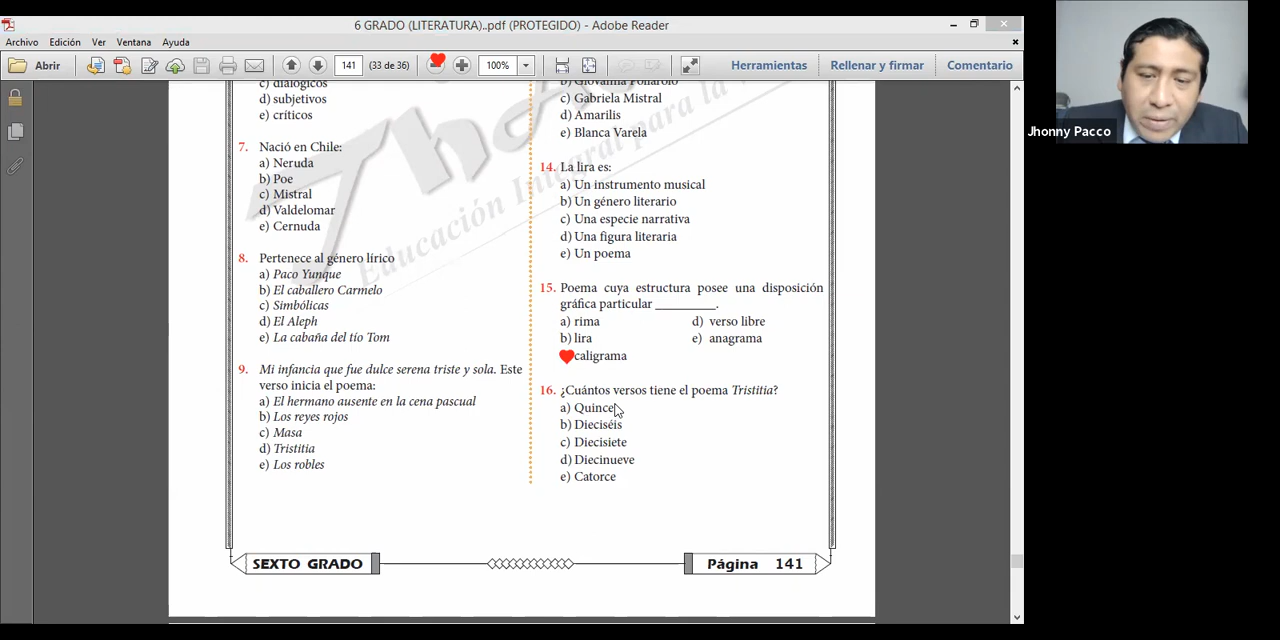 6 GRADO (LITERATURA)..pdf (PROTEGIDO) - Adobe Reader
Archivo Edición Ver Ventana Ayuda
Abrir
141 (33 de 36)
100%
Herramientas Rellenar y firmar Comentario
c) dialógicos
d) subjetivos
e) críticos
7. Nació en Chile:
a) Neruda
b) Poe
c) Mistral
d) Valdelomar
e) Cernuda
8. Pertenece al género lírico
a) Paco Yunque
b) El caballero Carmelo
c) Simbólicas
d) El Aleph
e) La cabaña del tío Tom
9. Mi infancia que fue dulce serena triste y sola. Este
verso inicia el poema:
a) El hermano ausente en la cena pascual
b) Los reyes rojos
c) Masa
d) Tristitia
e) Los robles
b) Giovanna Pollarolo
c) Gabriela Mistral
d) Amarilis
e) Blanca Varela
14. La lira es:
a) Un instrumento musical
b) Un género literario
c) Una especie narrativa
d) Una figura literaria
e) Un poema
15. Poema cuya estructura posee una disposición
gráfica particular _________.
a) rima d) verso libre
b) lira e) anagrama
caligrama
16. ¿Cuántos versos tiene el poema Tristitia?
a) Quince
b) Dieciséis
c) Diecisiete
d) Diecinueve
e) Catorce
Educación Integral para la
SEXTO GRADO
Página 141
Jhonny Pacco